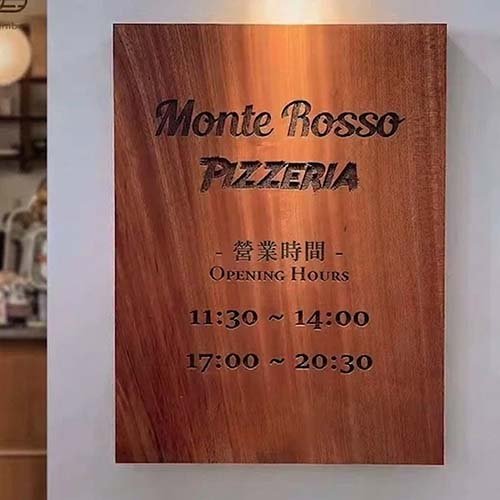 Monte Rosso
PIZZERIA
- 營業時間 -
OPENING HOURS
11:30 ~ 14:00
17:00 ~ 20:30